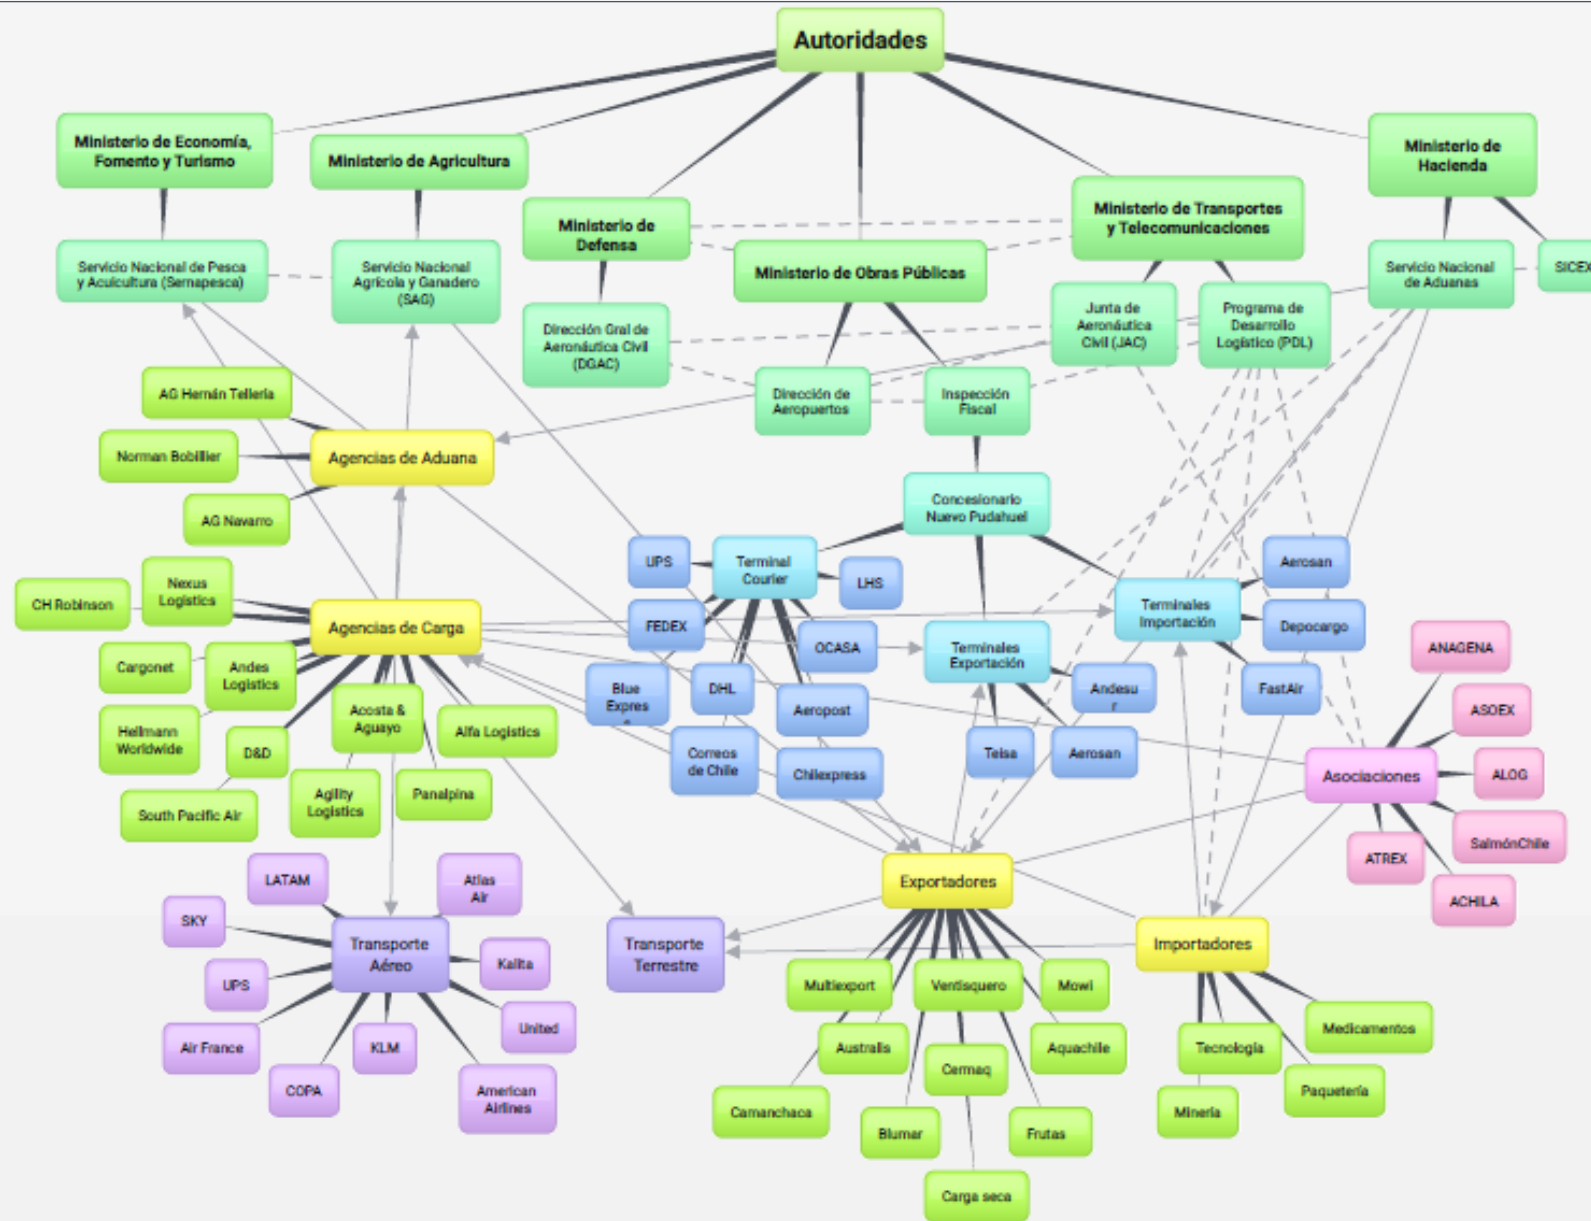 Autoridades
Ministerio de Economía,
Fomento y Turismo
Ministerio de Agricultura
Ministerio de
Hacienda
Ministerio de
Defensa
Ministerio de Transportes
y Telecomunicaciones
Ministerio de Obras Públicas
Servicio Nacional de Pesca
y Acuicultura (Sernapesca)
Servicio Nacional
Agrícola y Ganadero
(SAG)
Servicio Nacional
de Aduanas
SICEX
Dirección Gral de
Aeronáutica Civil
(DGAC)
Junta de
Aeronáutica
Civil (JAC)
Programa de
Desarrollo
Logístico (PDL)
Dirección de
Aeropuertos
Inspección
Fiscal
AG Hernán Tellería
Norman Bobillier
Agencias de Aduana
AG Navarro
Concesionario
Nuevo Pudahuel
UPS
Terminal
Courier
LHS
Aerosan
Nexus
Logistics
CH Robinson
Agencias de Carga
FEDEX
OCASA
Terminales
Importación
Depocargo
Terminales
Exportación
Cargonet
Andes
Logistics
Blue
Expres
e
DHL
Aeropost
Andesu
r
FastAir
ANAGENA
Hellmann
Worldwide
D&D
Acosta &
Aguayo
Alfa Logistics
Correos
de Chile
Chilexpress
Teisa
Aerosan
ASOEX
Asociaciones
ALOG
South Pacific Air
Agility
Logistics
Panalpina
SalmónChile
ATREX
ACHILA
LATAM
Atlas
Air
Exportadores
SKY
Transporte
Aéreo
Transporte
Terrestre
Importadores
UPS
Kalita
Multiexport
Ventisquero
Mowi
Air France
KLM
United
Australis
Cermaq
Aquachile
Tecnología
Medicamentos
COPA
American
Airlines
Camanchaca
Blumar
Frutas
Minería
Paquetería
Carga seca